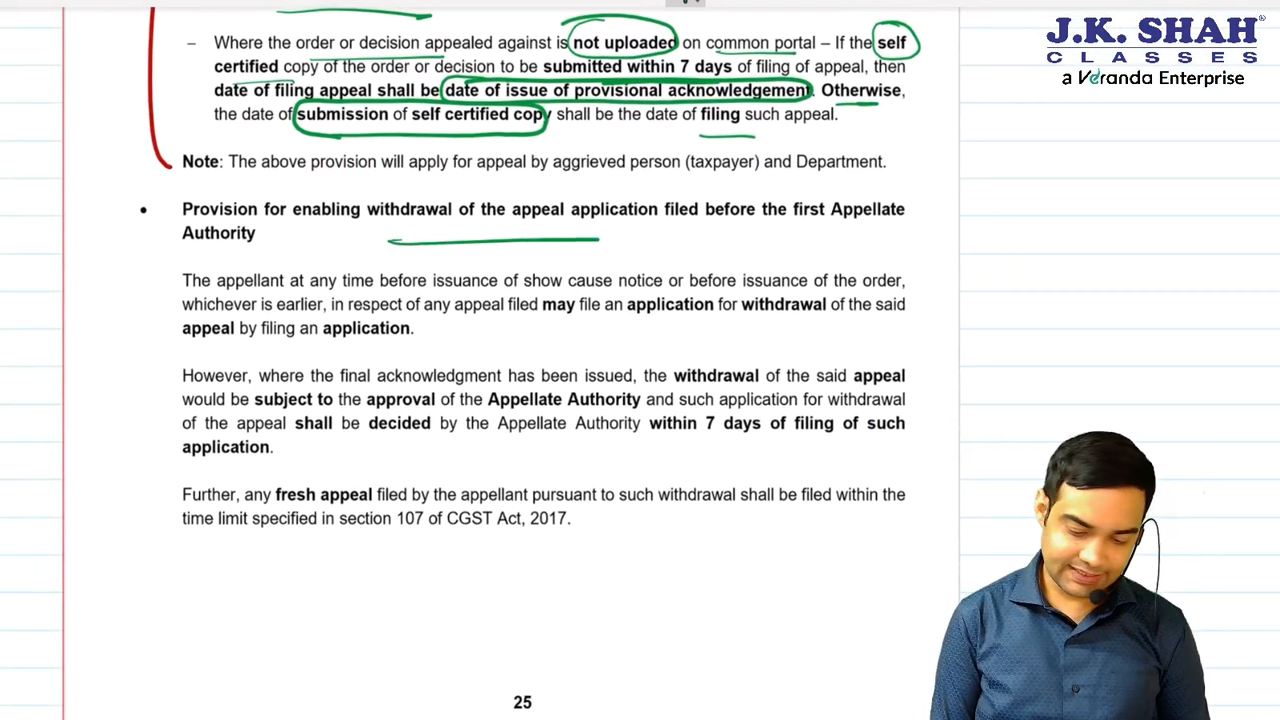 J.K. SHAH®
CLASSES
a Veranda Enterprise
– Where the order or decision appealed against is not uploaded on common portal – If the self
certified copy of the order or decision to be submitted within 7 days of filing of appeal, then
date of filing appeal shall be date of issue of provisional acknowledgement. Otherwise,
the date of submission of self certified copy shall be the date of filing such appeal.
Note: The above provision will apply for appeal by aggrieved person (taxpayer) and Department.
• Provision for enabling withdrawal of the appeal application filed before the first Appellate
Authority
The appellant at any time before issuance of show cause notice or before issuance of the order,
whichever is earlier, in respect of any appeal filed may file an application for withdrawal of the said
appeal by filing an application.
However, where the final acknowledgment has been issued, the withdrawal of the said appeal
would be subject to the approval of the Appellate Authority and such application for withdrawal
of the appeal shall be decided by the Appellate Authority within 7 days of filing of such
application.
Further, any fresh appeal filed by the appellant pursuant to such withdrawal shall be filed within the
time limit specified in section 107 of CGST Act, 2017.
25